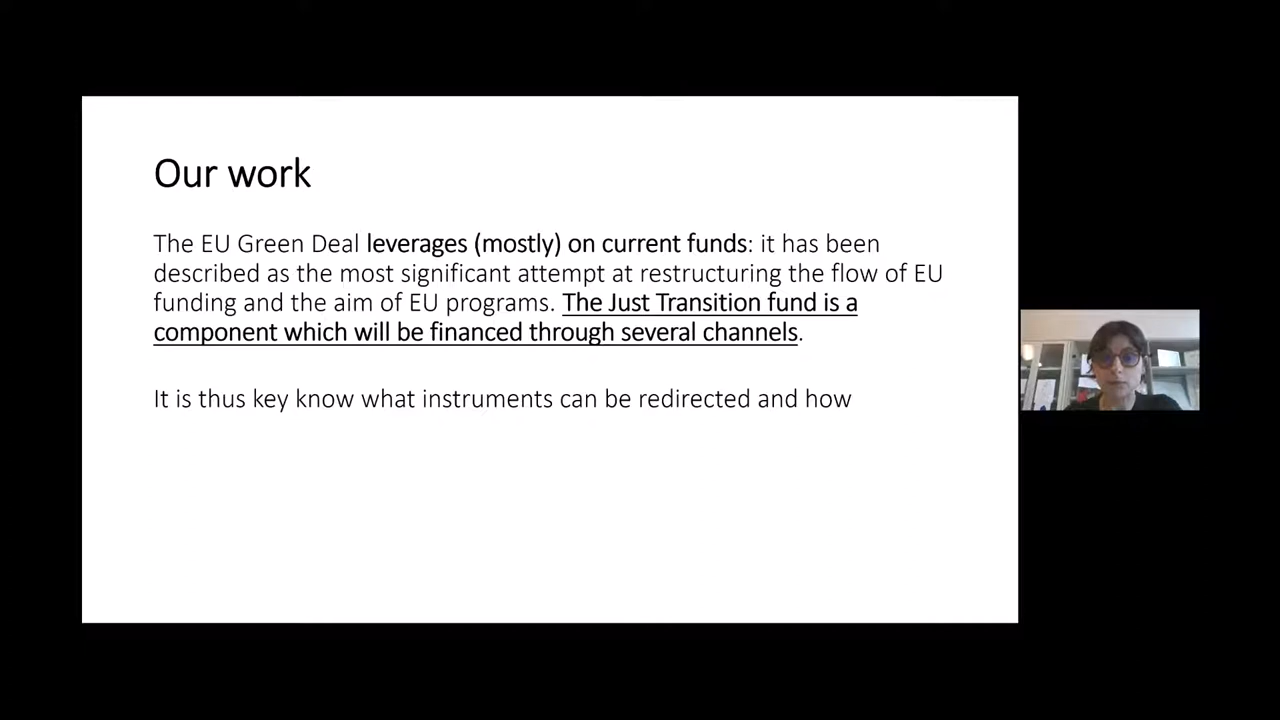 Our work
The EU Green Deal leverages (mostly) on current funds: it has been
described as the most significant attempt at restructuring the flow of EU
funding and the aim of EU programs. The Just Transition fund is a
component which will be financed through several channels.
It is thus key know what instruments can be redirected and how